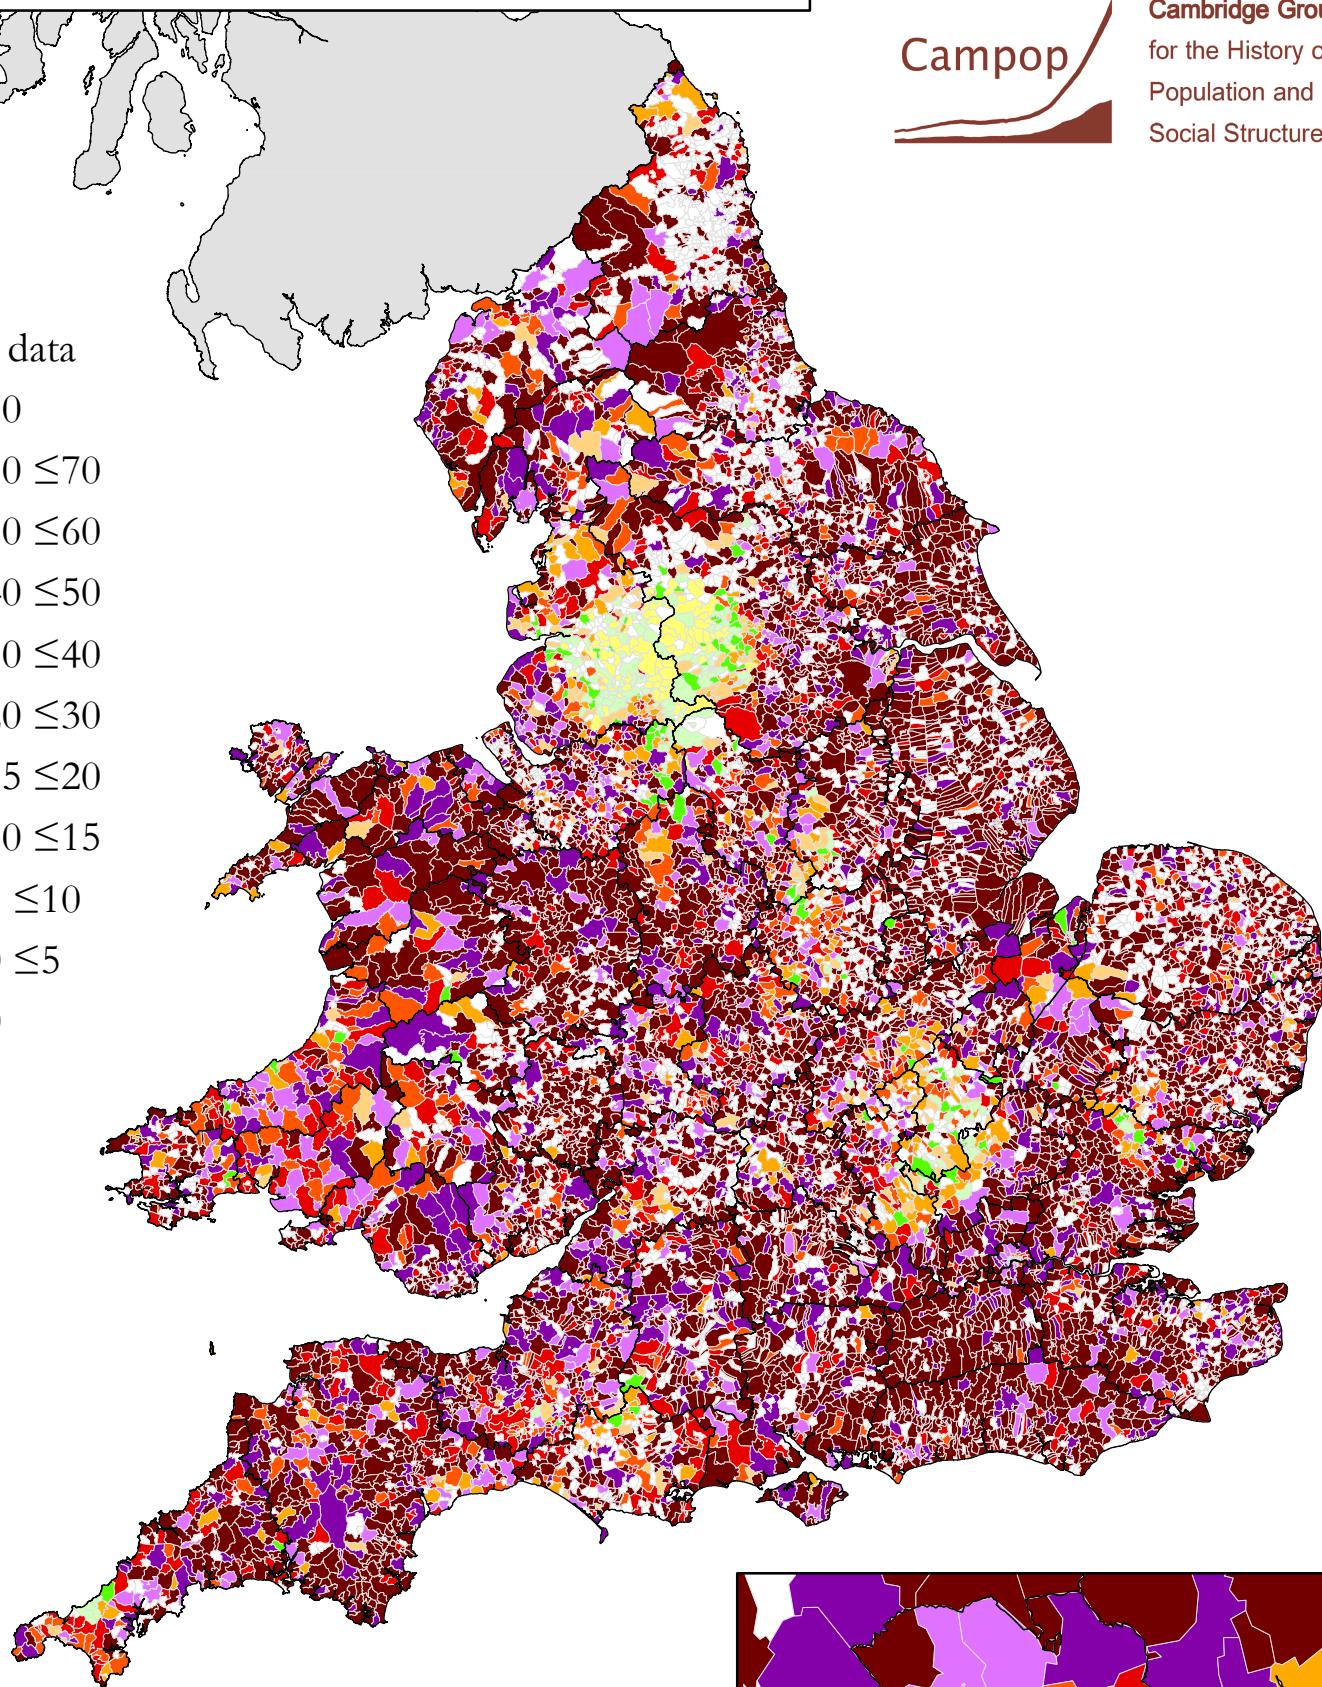 Cambridge Grou
Campop
for the History o
Population and
Social Structure
data
0
0 ≤70
0 ≤60
0 ≤50
0 ≤40
0 ≤30
5 ≤20
0 ≤15
≤10
≤5